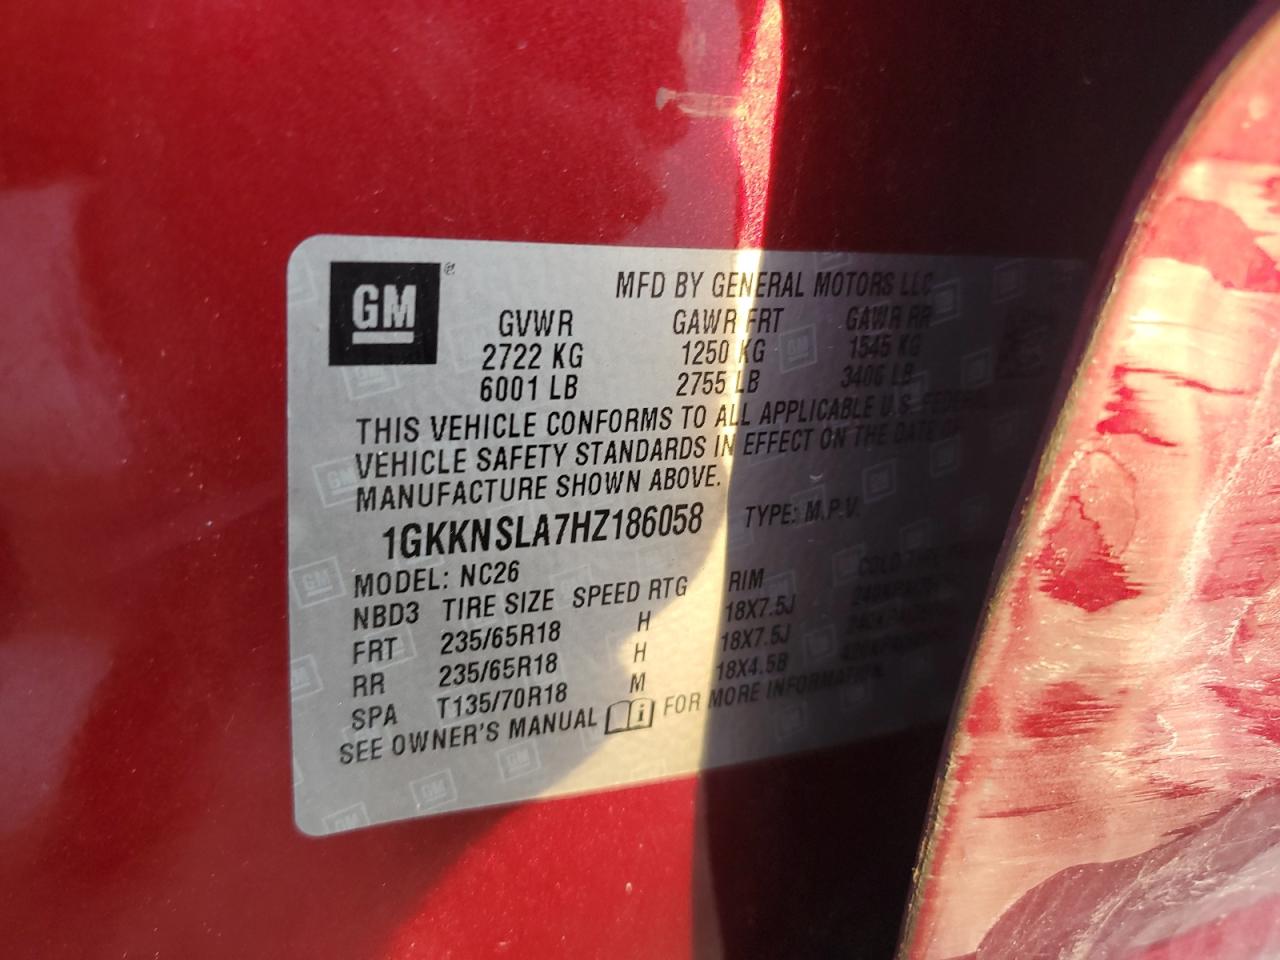 GM
MFD BY GENERAL MOTORS LLC
GVWR GAWR FRT GAWR RR
2722 KG 1250 KG 1545 KG
6001 LB 2755 LB 3406 LB
THIS VEHICLE CONFORMS TO ALL APPLICABLE U.S. FEDERAL
VEHICLE SAFETY STANDARDS IN EFFECT ON THE DATE OF
MANUFACTURE SHOWN ABOVE.
1GKKNSLA7HZ186058 TYPE: M.P.V.
MODEL: NC26
NBD3 TIRE SIZE SPEED RTG RIM COLD
FRT 235/65R18 H 18X7.5J
RR 235/65R18 H 18X7.5J
SPA T135/70R18 M 18X4.5B
SEE OWNER'S MANUAL FOR MORE INFORMATION.